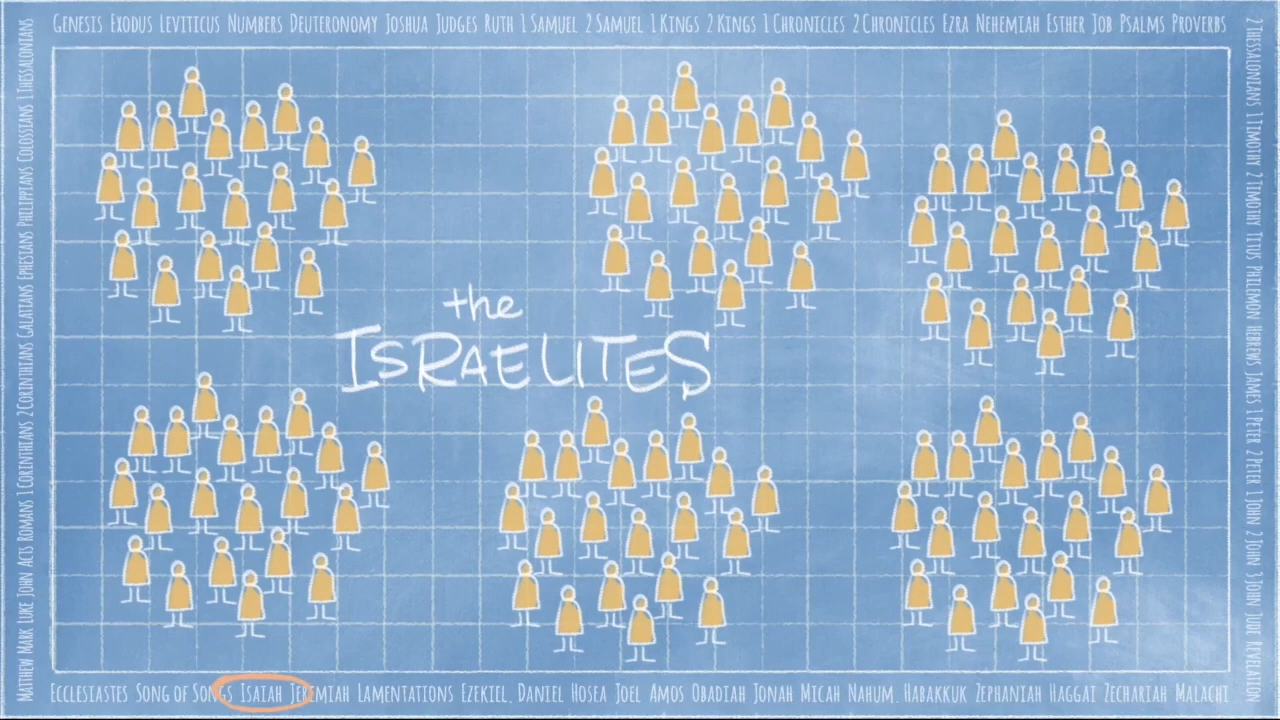 Genesis Exodus Leviticus Numbers Deuteronomy Joshua Judges Ruth 1 Samuel 2 Samuel 1 Kings 2 Kings 1 Chronicles 2 Chronicles Ezra Nehemiah Esther Job Psalms Proverbs
Matthew Mark Luke John Acts Romans 1 Corinthians 2 Corinthians Galatians Ephesians Philippians Colossians 1 Thessalonians
the
ISRAELITES
2 Thessalonians 1 Timothy 2 Timothy Titus Philemon Hebrews James 1 Peter 2 Peter 1 John 2 John 3 John Jude Revelation
Ecclesiastes Song of Songs Isaiah Jeremiah Lamentations Ezekiel. Daniel Hosea Joel Amos Obadiah Jonah Micah Nahum. Habakkuk Zephaniah Haggai Zechariah Malachi